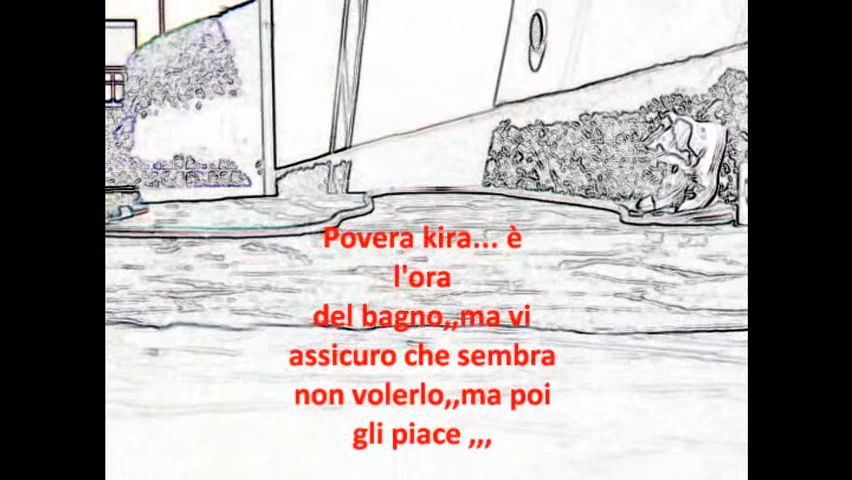 Povera kira... è
l'ora
del bagno,,ma vi
assicuro che sembra
non volerlo,,ma poi
gli piace ,,,